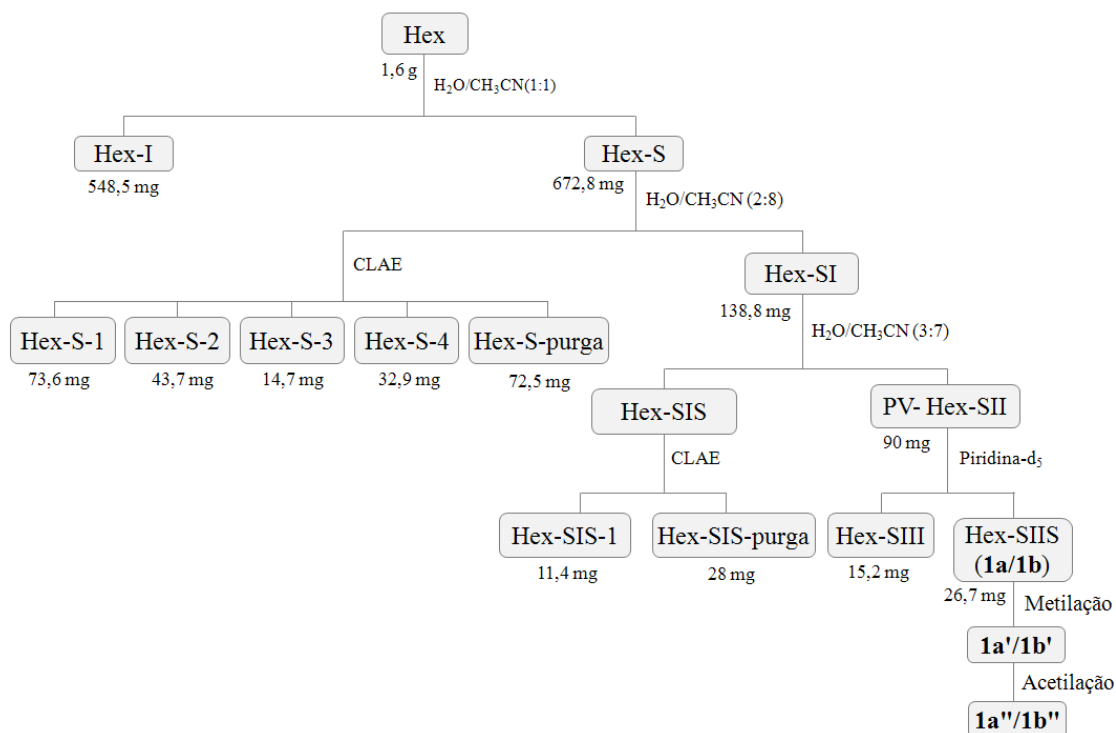 Hex
1,6 g
H₂O/CH₃CN(1:1)
Hex-I
548,5 mg
Hex-S
672,8 mg
H₂O/CH₃CN (2:8)
CLAE
Hex-SI
138,8 mg
H₂O/CH₃CN (3:7)
Hex-S-1
73,6 mg
Hex-S-2
43,7 mg
Hex-S-3
14,7 mg
Hex-S-4
32,9 mg
Hex-S-purga
72,5 mg
Hex-SIS
CLAE
PV- Hex-SII
90 mg
Piridina-d₅
Hex-SIS-1
11,4 mg
Hex-SIS-purga
28 mg
Hex-SIII
15,2 mg
Hex-SIIS
(1a/1b)
26,7 mg
Metilação
1a'/1b'
Acetilação
1a"/1b"